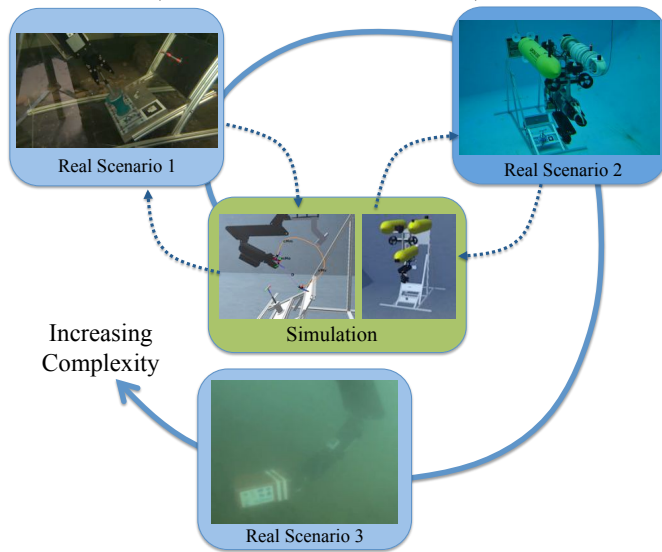 Real Scenario 1
Real Scenario 2
Simulation
Increasing
Complexity
Real Scenario 3